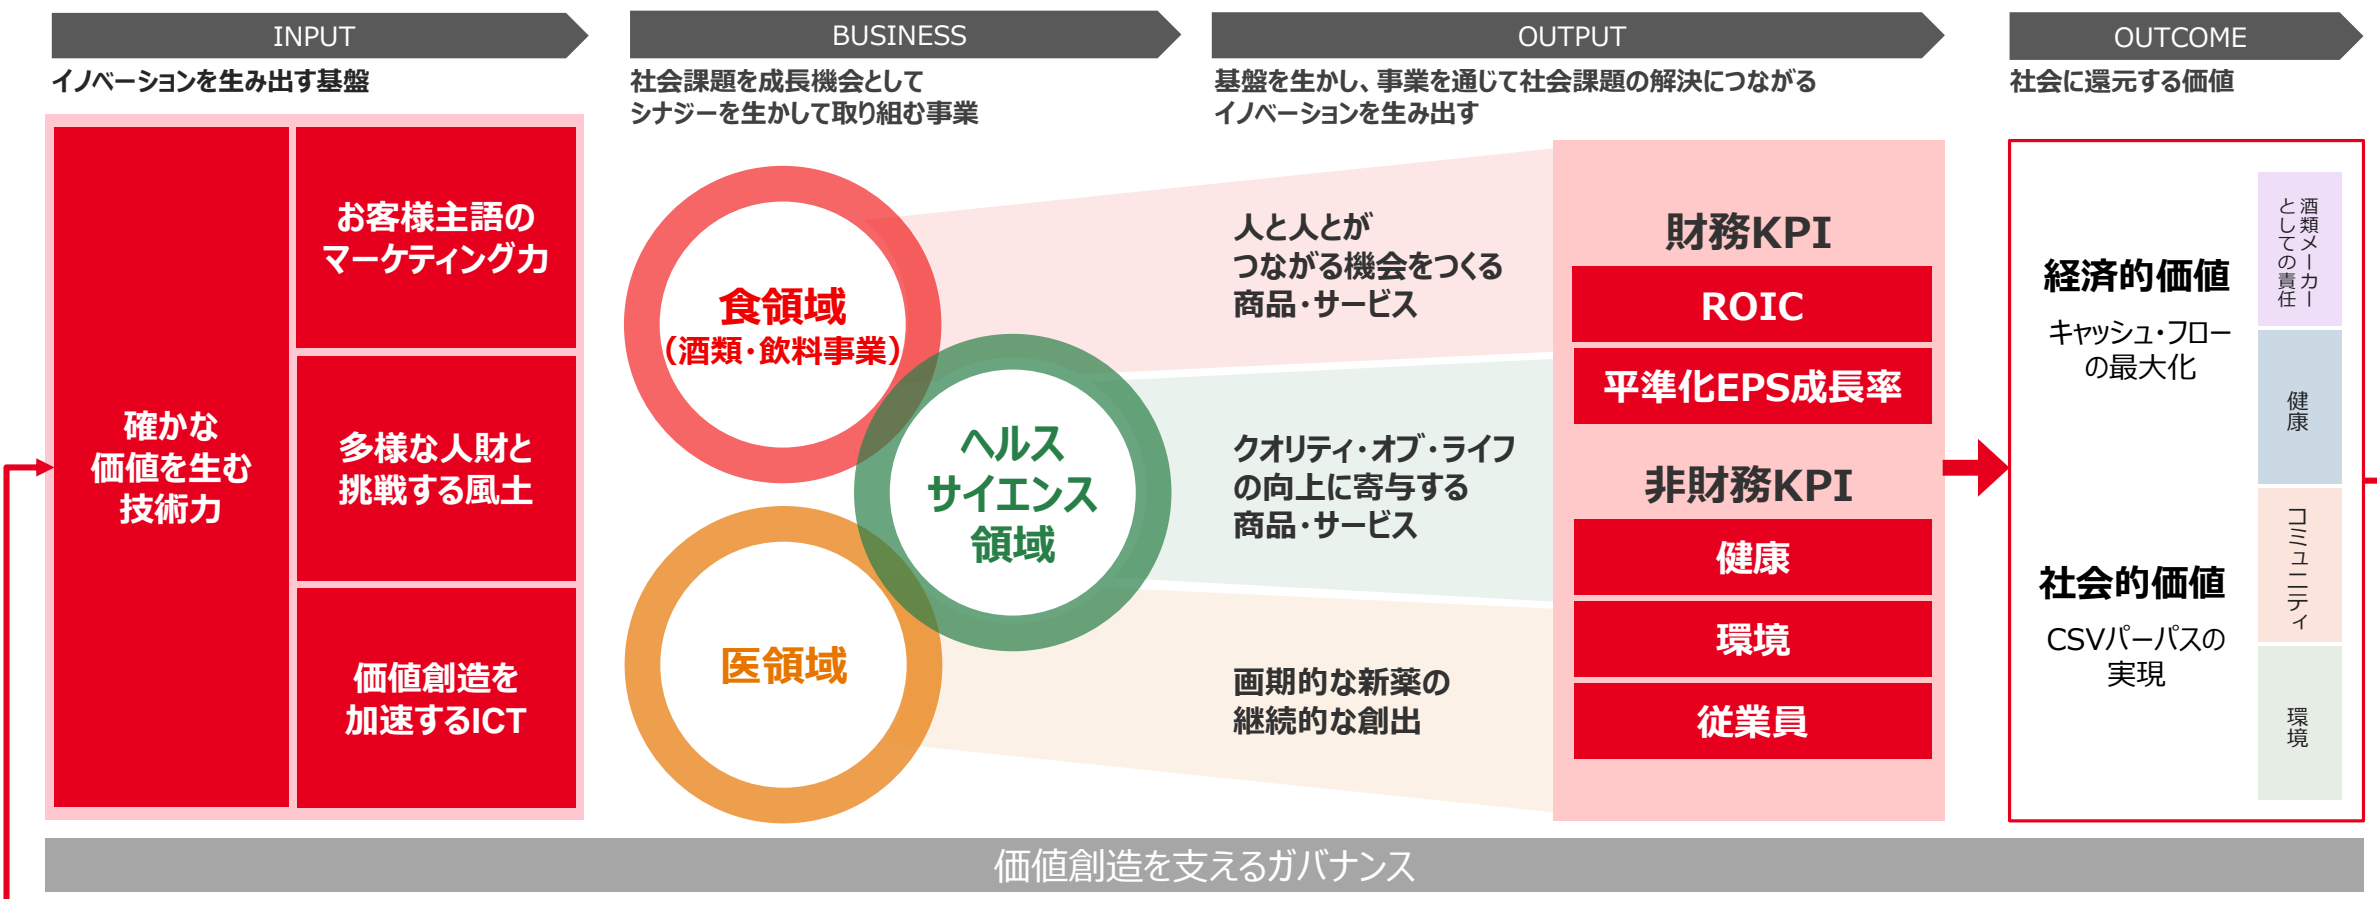 INPUT
イノベーションを生み出す基盤
確かな
価値を生む
技術力
お客様主語の
マーケティング力
多様な人財と
挑戦する風土
価値創造を
加速するICT
BUSINESS
社会課題を成長機会として
シナジーを生かして取り組む事業
食領域
（酒類・飲料事業）
ヘルス
サイエンス
領域
医領域
OUTPUT
基盤を生かし、事業を通じて社会課題の解決につながる
イノベーションを生み出す
人と人とが
つながる機会をつくる
商品・サービス
クオリティ・オブ・ライフ
の向上に寄与する
商品・サービス
画期的な新薬の
継続的な創出
財務KPI
ROIC
平準化EPS成長率
非財務KPI
健康
環境
従業員
OUTCOME
社会に還元する価値
経済的価値
キャッシュ・フロー
の最大化
社会的価値
CSVパーパスの
実現
酒類メーカー
としての責任
健康
コミュニティ
環境
価値創造を支えるガバナンス